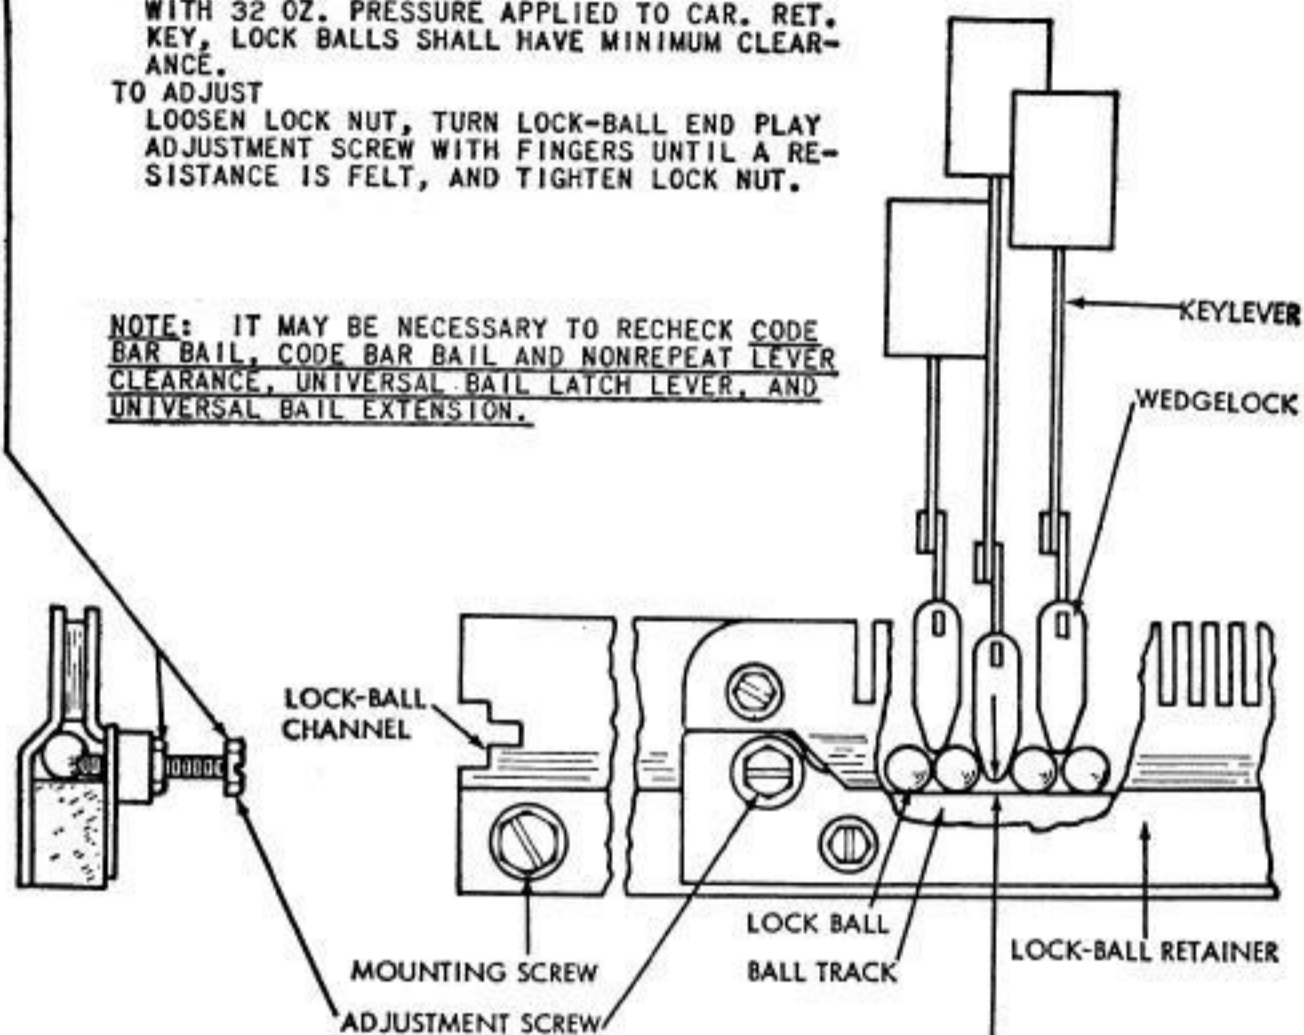 WITH 32 OZ. PRESSURE APPLIED TO CAR. RET.
KEY, LOCK BALLS SHALL HAVE MINIMUM CLEAR-
ANCE.
TO ADJUST
LOOSEN LOCK NUT, TURN LOCK-BALL END PLAY
ADJUSTMENT SCREW WITH FINGERS UNTIL A RE-
SISTANCE IS FELT, AND TIGHTEN LOCK NUT.
NOTE: IT MAY BE NECESSARY TO RECHECK CODE
BAR BAIL, CODE BAR BAIL AND NONREPEAT LEVER
CLEARANCE, UNIVERSAL BAIL LATCH LEVER, AND
UNIVERSAL BAIL EXTENSION.
KEYLEVER
WEDGELOCK
LOCK-BALL
CHANNEL
LOCK BALL
LOCK-BALL RETAINER
MOUNTING SCREW
BALL TRACK
ADJUSTMENT SCREW